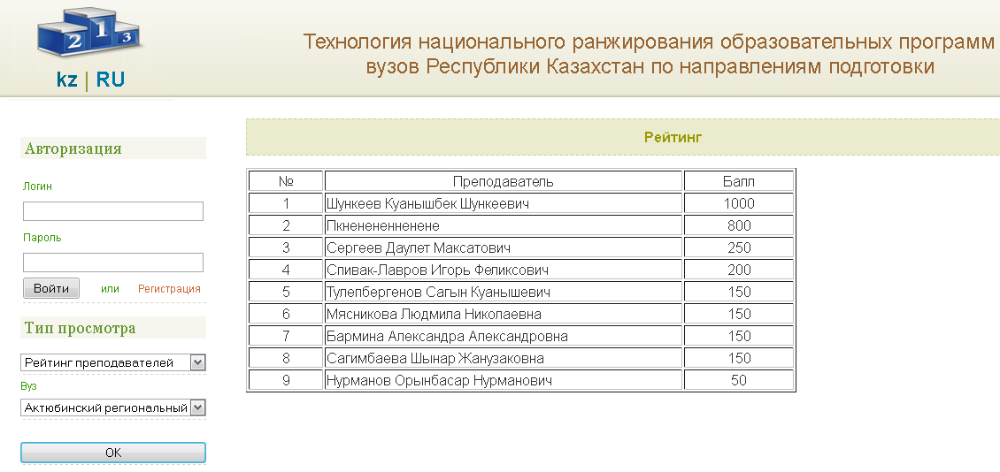 2 1 3
kz | RU
Технология национального ранжирования образовательных программ
вузов Республики Казахстан по направлениям подготовки
Авторизация
Логин
Пароль
Войти или Регистрация
Тип просмотра
Рейтинг преподавателей
Вуз
Актюбинский региональный
OK
Рейтинг
№ Преподаватель Балл
1 Шункеев Куанышбек Шункеевич 1000
2 Пкненененненене 800
3 Сергеев Даулет Максатович 250
4 Спивак-Лавров Игорь Феликсович 200
5 Тулепбергенов Сагын Куанышевич 150
6 Мясникова Людмила Николаевна 150
7 Бармина Александра Александровна 150
8 Сагимбаева Шынар Жанузаковна 150
9 Нурманов Орынбасар Нурманович 50